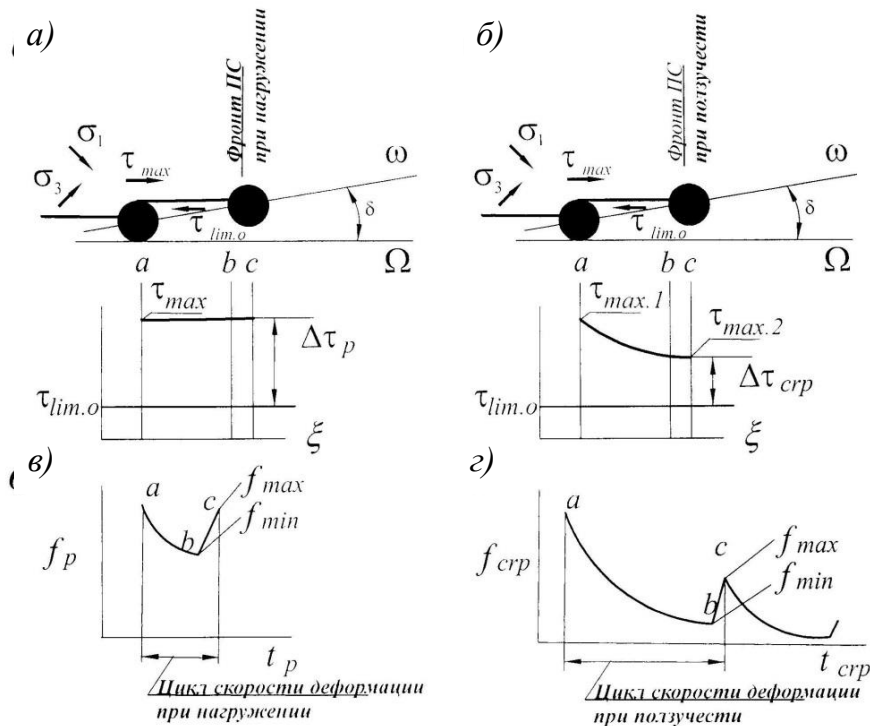 а)
Фронт ПС
при нагружении
σ1
σ3
τmax
τlim.o
ω
δ
Ω
a b c
τmax
Δτp
τlim.o
ξ
б)
Фронт ПС
при ползучести
σ1
σ3
τmax
τlim.o
ω
δ
Ω
a b c
τmax.1
τmax.2
Δτcrp
τlim.o
ξ
в)
a
b
c
fmax
fmin
fp
tp
Цикл скорости деформации
при нагружении
г)
a
b
c
fmax
fmin
fcrp
tcrp
Цикл скорости деформации
при ползучести